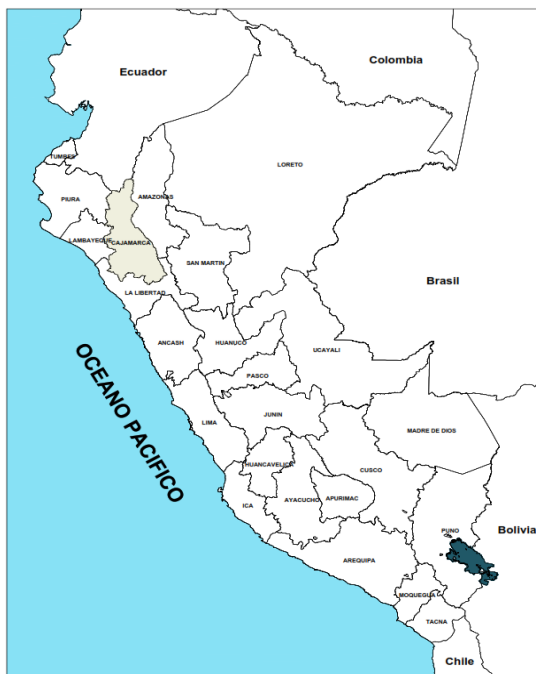 Colombia
Ecuador
TUMBES
LORETO
PIURA
AMAZONAS
LAMBAYEQUE
CAJAMARCA
SAN MARTIN
Brasil
LA LIBERTAD
ANCASH
HUANUCO
UCAYALI
PASCO
OCEANO PACIFICO
LIMA
JUNIN
MADRE DE DIOS
HUANCAVELICA
CUSCO
ICA
AYACUCHO
APURIMAC
PUNO
Bolivia
AREQUIPA
MOQUEGUA
TACNA
Chile